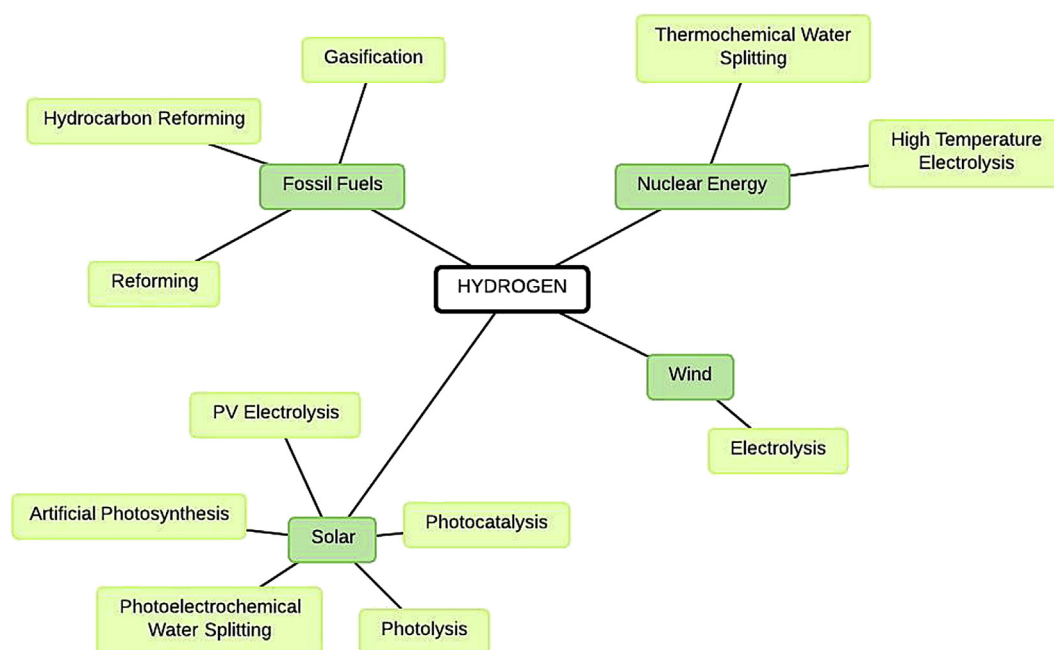 Gasification
Hydrocarbon Reforming
Fossil Fuels
Reforming
Thermochemical Water
Splitting
High Temperature
Electrolysis
Nuclear Energy
HYDROGEN
Wind
Electrolysis
PV Electrolysis
Artificial Photosynthesis
Solar
Photocatalysis
Photoelectrochemical
Water Splitting
Photolysis